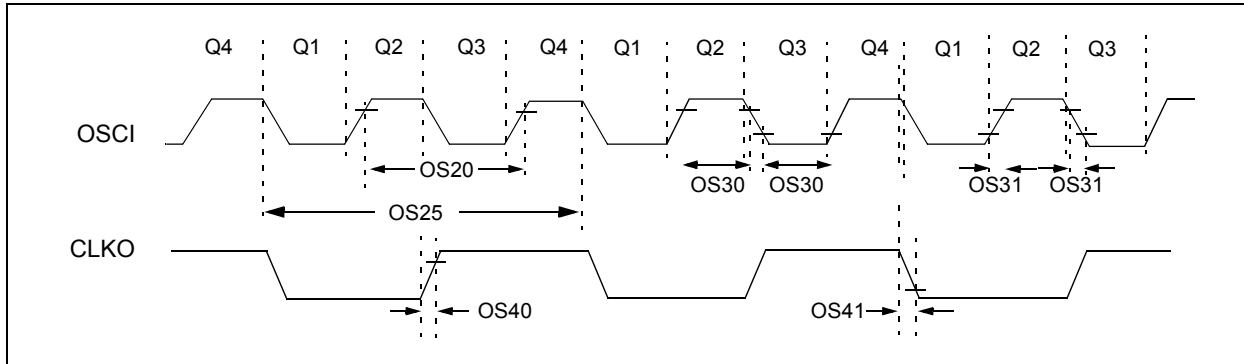 Q4 Q1 Q2 Q3 Q4 Q1 Q2 Q3 Q4 Q1 Q2 Q3
OSCI
OS20
OS30 OS30
OS31 OS31
OS25
CLKO
OS40
OS41